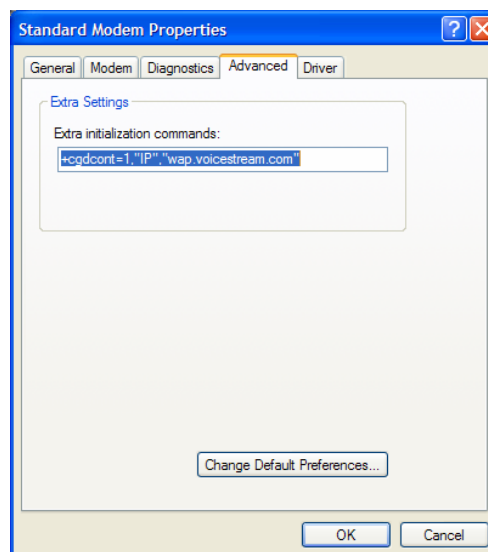 Standard Modem Properties
General Modem Diagnostics Advanced Driver
Extra Settings
Extra initialization commands:
+cgdcont=1,"IP","wap.voicestream.com"
Change Default Preferences...
OK Cancel